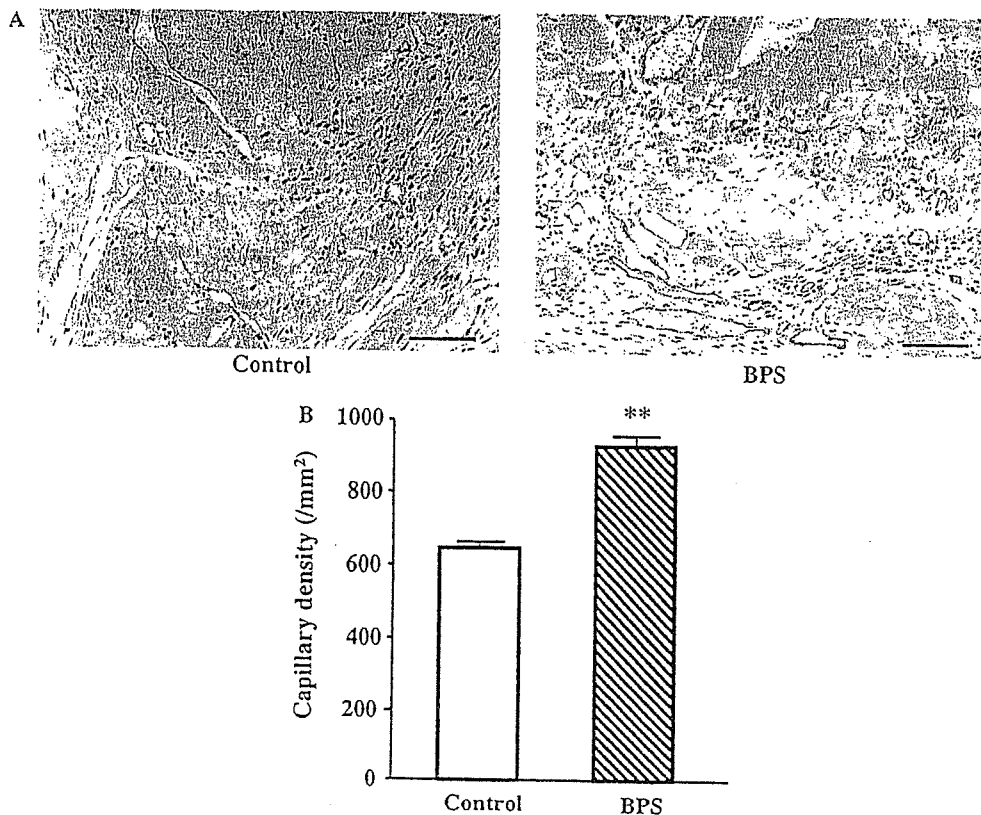 A
Control
BPS
B
**
Capillary density (/mm²)
1000
800
600
400
200
0
Control
BPS